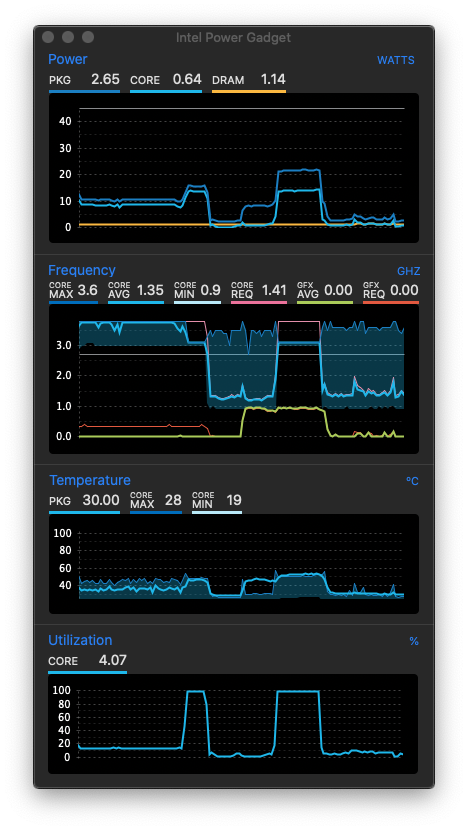 Intel Power Gadget
Power WATTS
PKG 2.65 CORE 0.64 DRAM 1.14
40
30
20
10
0
Frequency GHZ
CORE MAX 3.6 CORE AVG 1.35 CORE MIN 0.9 CORE REQ 1.41 GFX AVG 0.00 GFX REQ 0.00
3.0
2.0
1.0
0.0
Temperature °C
PKG 30.00 CORE MAX 28 CORE MIN 19
100
80
60
40
Utilization %
CORE 4.07
100
80
60
40
20
0